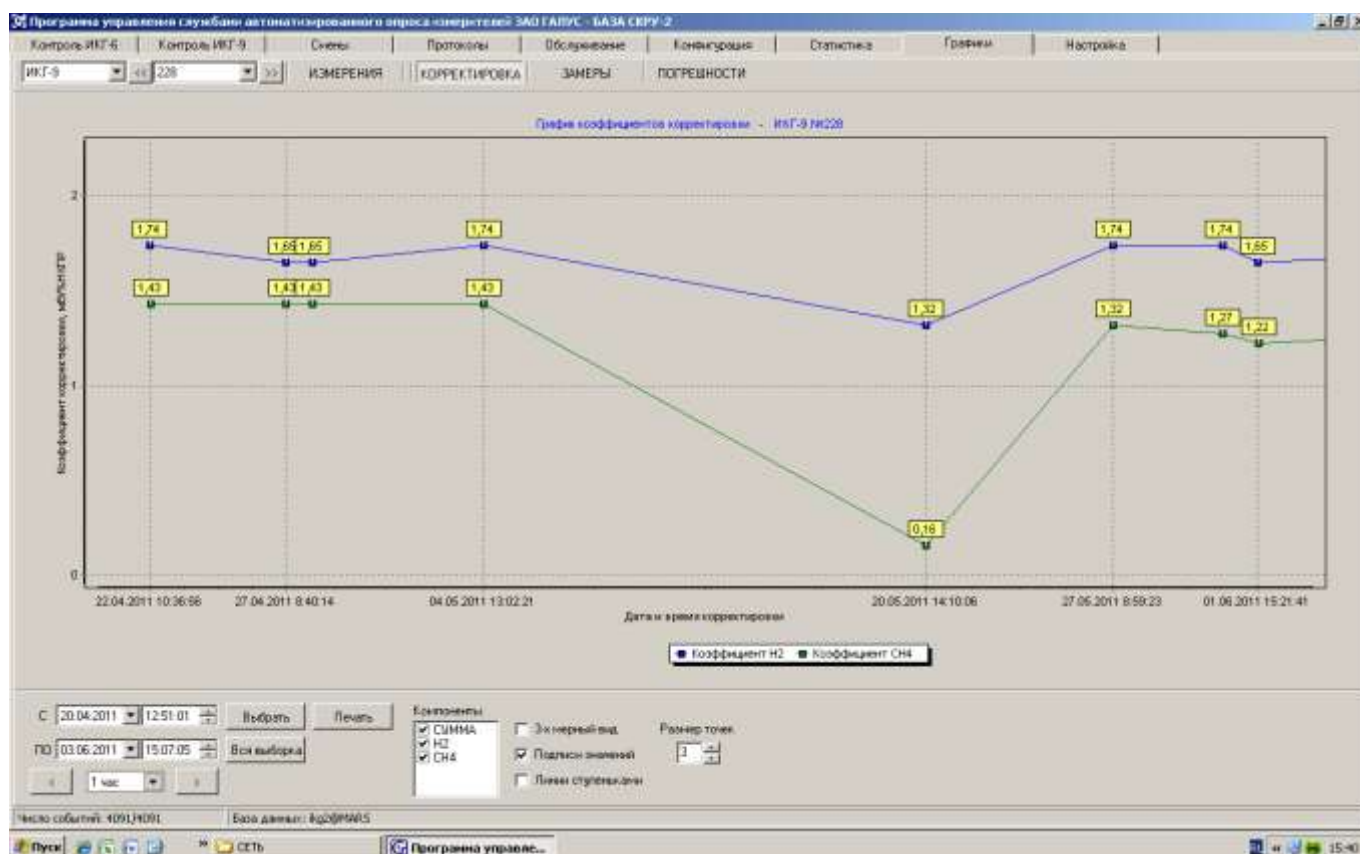 Программа управления службами автоматизированного опроса измерителей ЗАО ГАЛУС - БАЗА СКРУ-2
Контроль ИКГ-6 Контроль ИКГ-9 Смены Протоколы Обслуживание Конфигурация Статистика Графики Настройка
ИКГ-9 << 228 >> ИЗМЕРЕНИЯ КОРРЕКТИРОВКА ЗАМЕРЫ ПОГРЕШНОСТИ
График коэффициентов корректировки - ИКГ-9 №228
Коэффициент корректировки, мВ/%НКПР
2
1
0
1,74 1,65 1,65 1,74 1,32 1,74 1,74 1,65
1,43 1,43 1,43 1,43 0,16 1,32 1,27 1,22
22.04.2011 10:36:56 27.04.2011 8:40:14 04.05.2011 13:02:21 20.05.2011 14:10:06 27.05.2011 8:59:23 01.06.2011 15:21:41
Дата и время корректировки
Коэффициент H2 Коэффициент CH4
С 20.04.2011 12:51:01 Выбрать Печать
ПО 03.06.2011 15:07:05 Вся выборка
< 1 час >
Компоненты
СУММА
H2
CH4
3-х мерный вид
Подписи значений
Линии ступеньками
Размер точек
3
Число событий: 4091/4091 База данных: ikg2@MARS
Пуск » СЕТЬ Программа управле... « 15:40